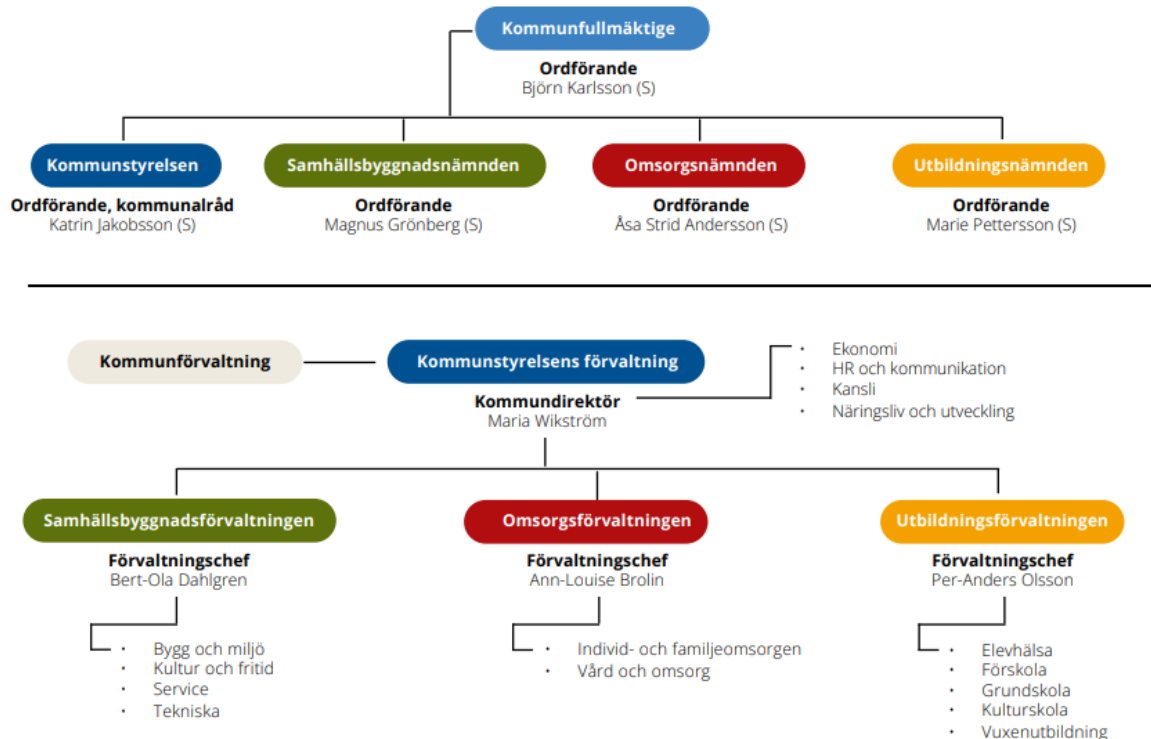 Kommunfullmäktige
Ordförande
Björn Karlsson (S)
Kommunstyrelsen
Ordförande, kommunalråd
Katrin Jakobsson (S)
Samhällsbyggnadsnämnden
Ordförande
Magnus Grönberg (S)
Omsorgsnämnden
Ordförande
Åsa Strid Andersson (S)
Utbildningsnämnden
Ordförande
Marie Pettersson (S)
Kommunförvaltning
Kommunstyrelsens förvaltning
Kommundirektör
Maria Wikström
• Ekonomi
• HR och kommunikation
• Kansli
• Näringsliv och utveckling
Samhällsbyggnadsförvaltningen
Förvaltningschef
Bert-Ola Dahlgren
• Bygg och miljö
• Kultur och fritid
• Service
• Tekniska
Omsorgsförvaltningen
Förvaltningschef
Ann-Louise Brolin
• Individ- och familjeomsorgen
• Vård och omsorg
Utbildningsförvaltningen
Förvaltningschef
Per-Anders Olsson
• Elevhälsa
• Förskola
• Grundskola
• Kulturskola
• Vuxenutbildning